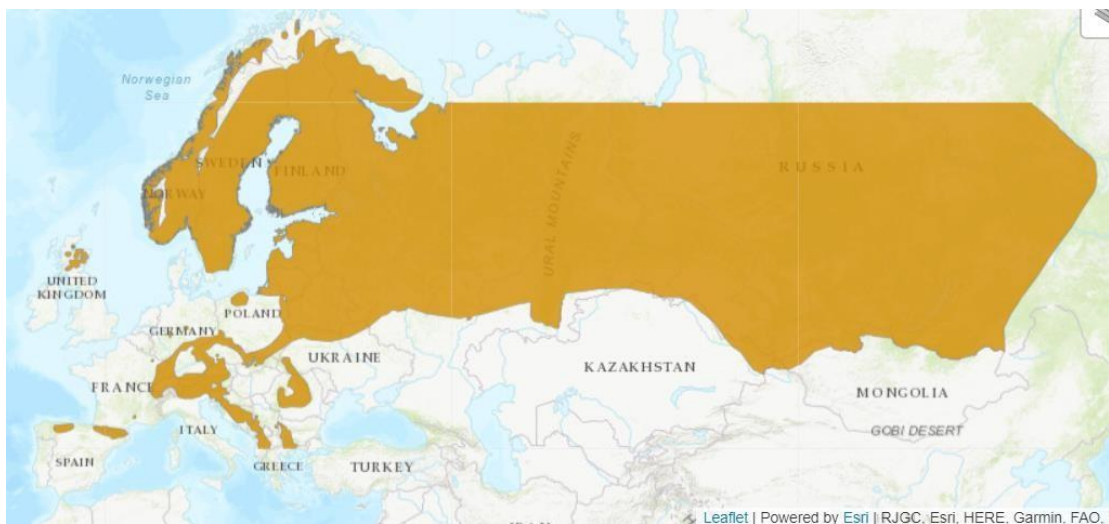 Norwegian
Sea
SWEDEN
FINLAND
NORWAY
RUSSIA
URAL MOUNTAINS
UNITED
KINGDOM
POLAND
GERMANY
UKRAINE
FRANCE
KAZAKHSTAN
MONGOLIA
ITALY
GOBI DESERT
SPAIN
GREECE
TURKEY
Leaflet | Powered by Esri | RJGC, Esri, HERE, Garmin, FAO,